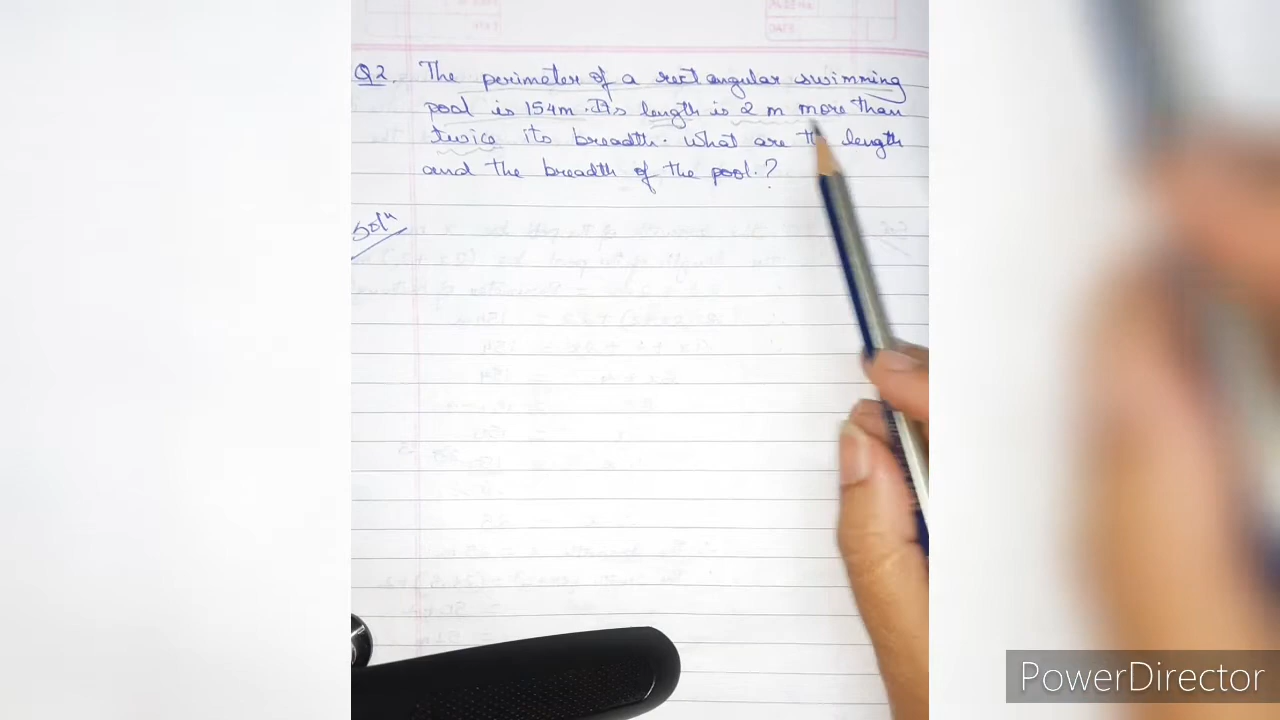 Q2. The perimeter of a rectangular swimming
pool is 154m. Its length is 2 m more than
twice its breadth. What are the length
and the breadth of the pool.?
Solⁿ
PowerDirector